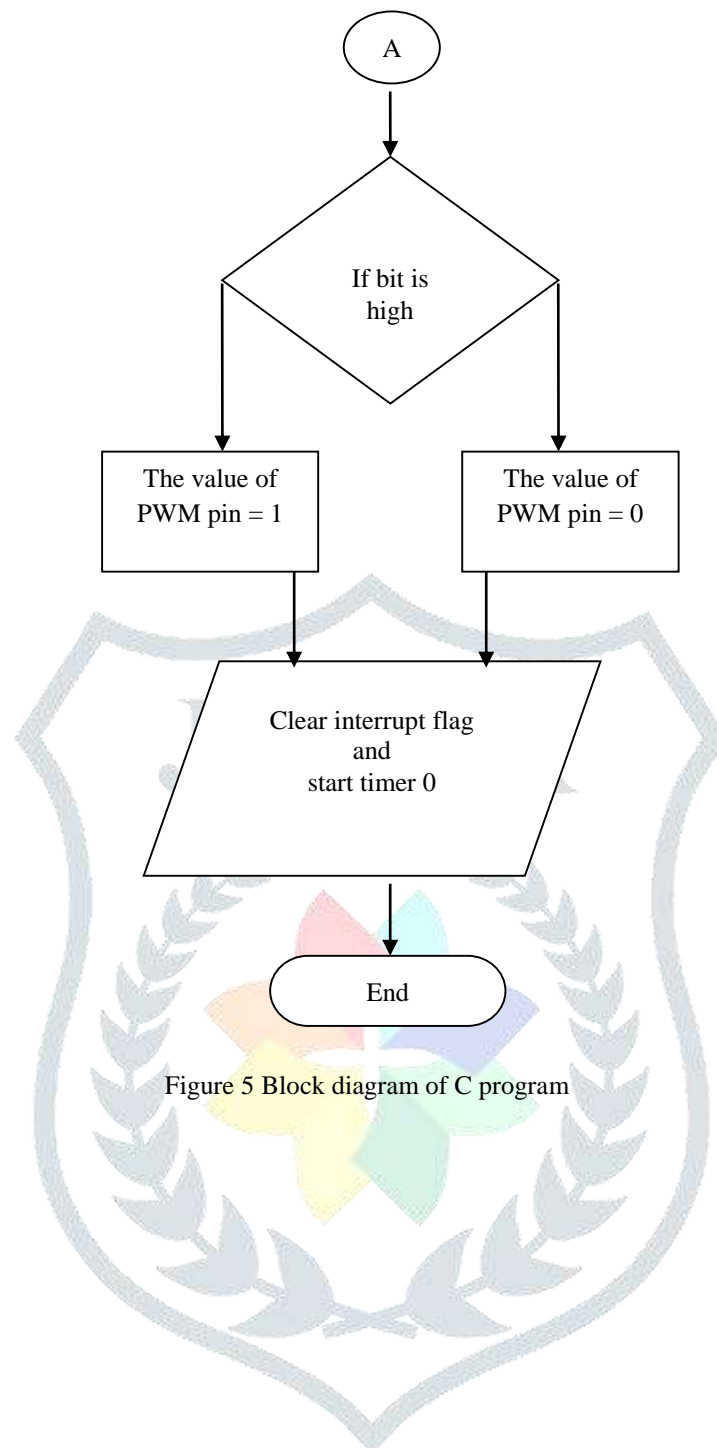 A
If bit is
high
The value of
PWM pin = 1
The value of
PWM pin = 0
Clear interrupt flag
and
start timer 0
End
Figure 5 Block diagram of C program